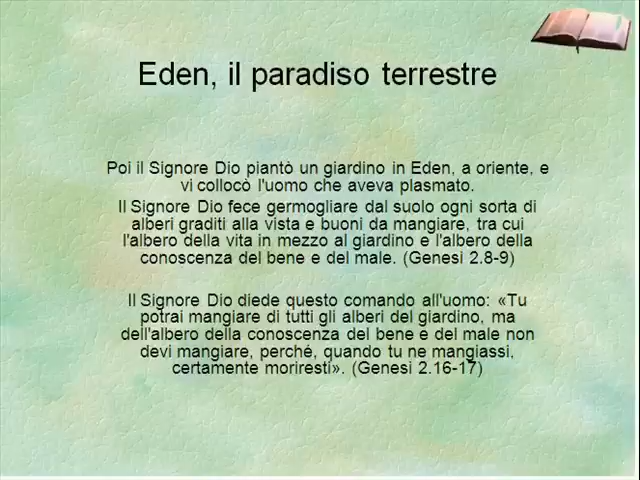 Eden, il paradiso terrestre
Poi il Signore Dio piantò un giardino in Eden, a oriente, e
vi collocò l'uomo che aveva plasmato.
Il Signore Dio fece germogliare dal suolo ogni sorta di
alberi graditi alla vista e buoni da mangiare, tra cui
l'albero della vita in mezzo al giardino e l'albero della
conoscenza del bene e del male. (Genesi 2.8-9)
Il Signore Dio diede questo comando all'uomo: «Tu
potrai mangiare di tutti gli alberi del giardino, ma
dell'albero della conoscenza del bene e del male non
devi mangiare, perché, quando tu ne mangiassi,
certamente moriresti». (Genesi 2.16-17)